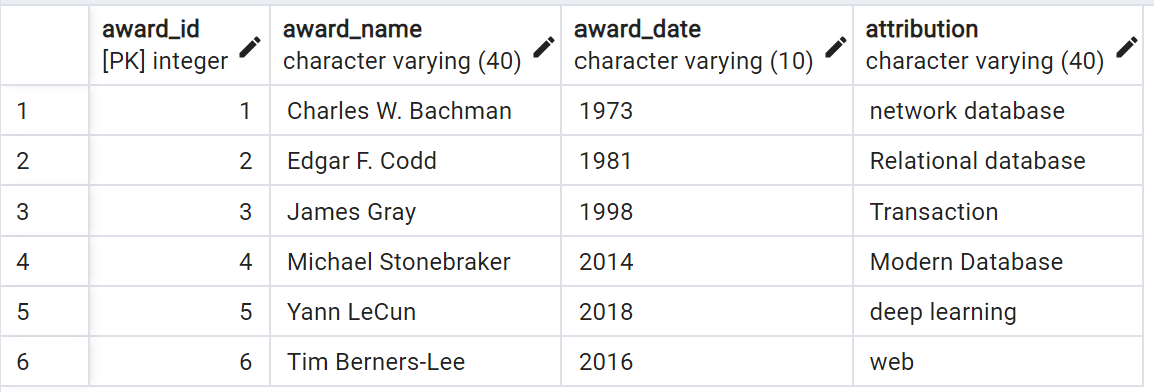 award_id award_name award_date attribution
[PK] integer character varying (40) character varying (10) character varying (40)
1 1 Charles W. Bachman 1973 network database
2 2 Edgar F. Codd 1981 Relational database
3 3 James Gray 1998 Transaction
4 4 Michael Stonebraker 2014 Modern Database
5 5 Yann LeCun 2018 deep learning
6 6 Tim Berners-Lee 2016 web